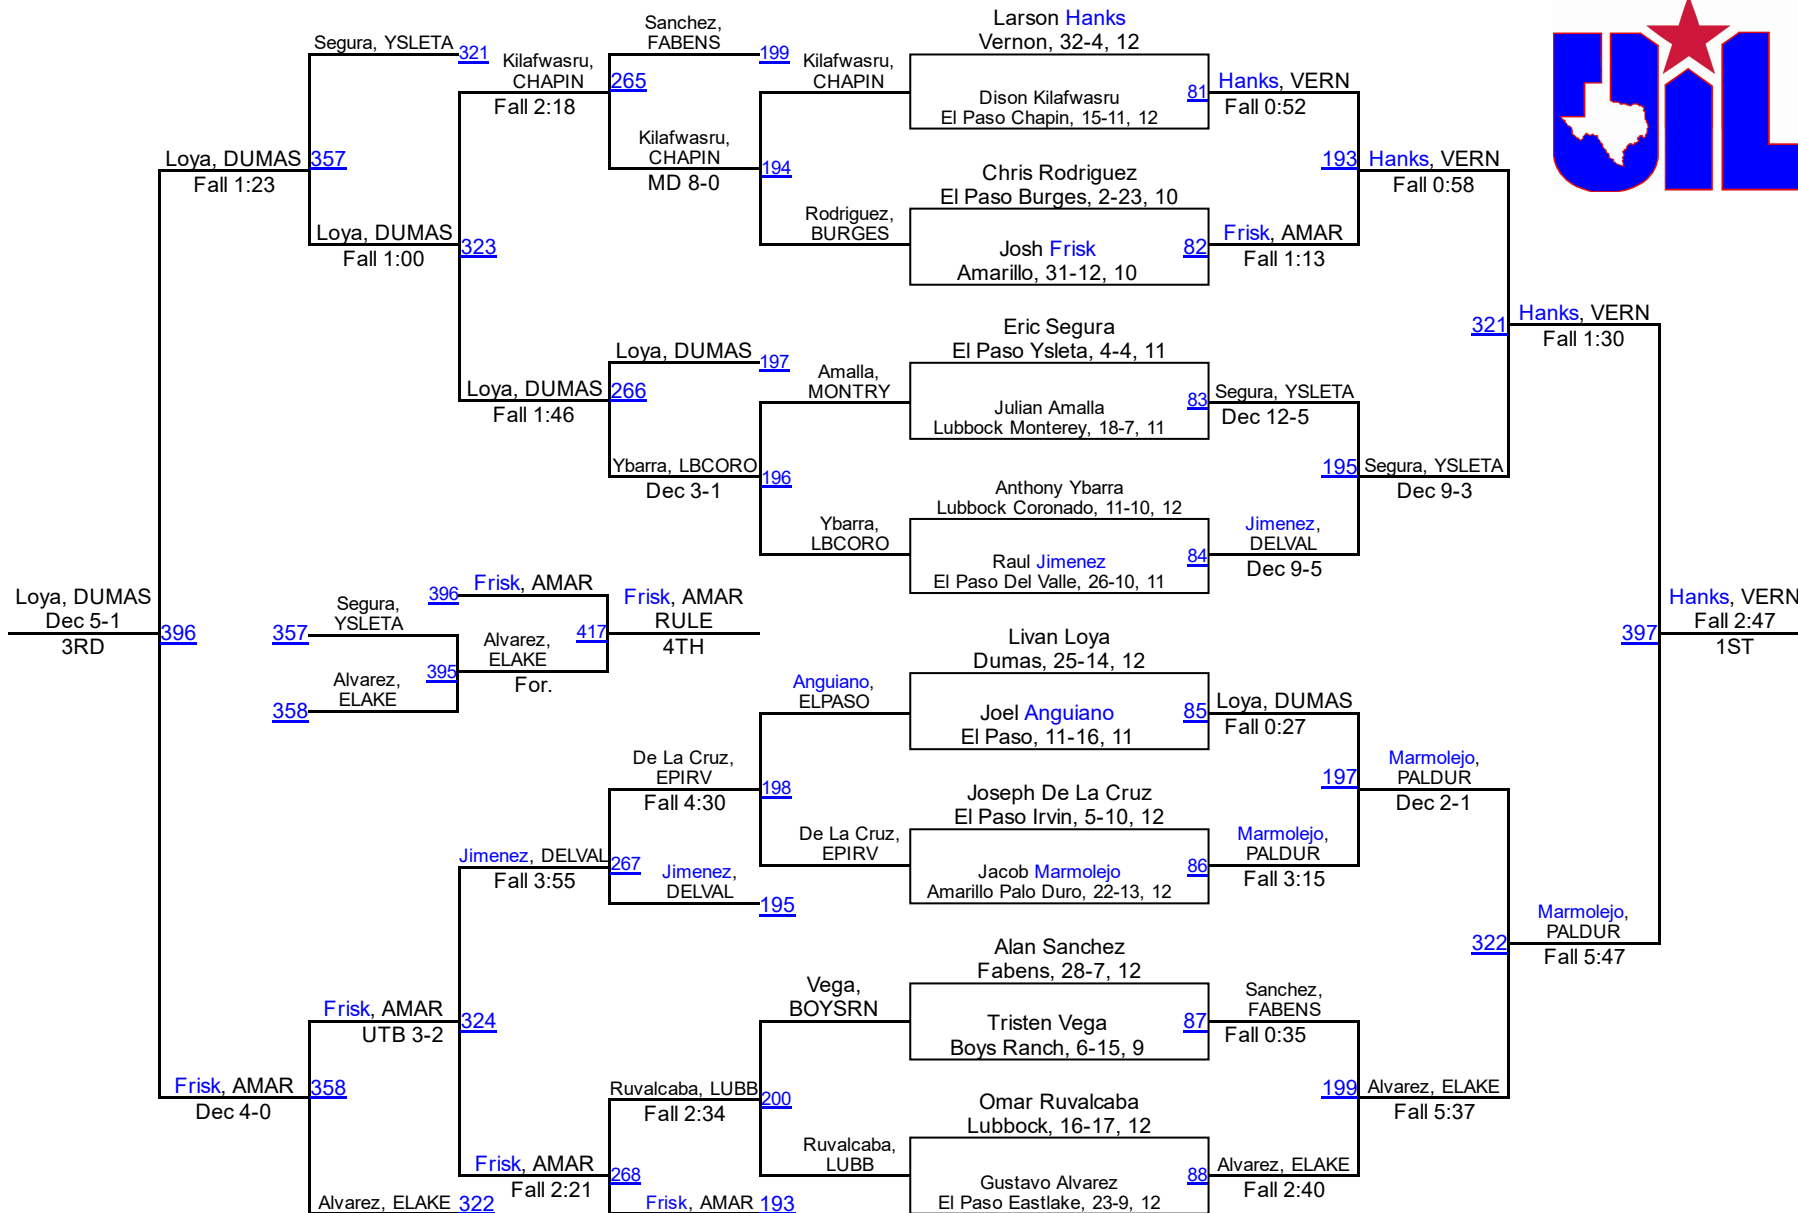 Larson Hanks
Vernon, 32-4, 12
Sanchez,
FABENS
199
Segura, YSLETA
321
Kilafwasru,
CHAPIN
Fall 2:18
265
Kilafwasru,
CHAPIN
Dison Kilafwasru
El Paso Chapin, 15-11, 12
81
Hanks, VERN
Fall 0:52
UiL
Kilafwasru,
CHAPIN
MD 8-0
194
Loya, DUMAS
Fall 1:23
357
Chris Rodriguez
El Paso Burges, 2-23, 10
193
Hanks, VERN
Fall 0:58
Rodriguez,
BURGES
Loya, DUMAS
Fall 1:00
323
Josh Frisk
Amarillo, 31-12, 10
82
Frisk, AMAR
Fall 1:13
Eric Segura
El Paso Ysleta, 4-4, 11
321
Hanks, VERN
Fall 1:30
Loya, DUMAS
197
Amalla,
MONTRY
Loya, DUMAS
Fall 1:46
266
Julian Amalla
Lubbock Monterey, 18-7, 11
83
Segura, YSLETA
Dec 12-5
Ybarra, LBCORO
Dec 3-1
196
Anthony Ybarra
Lubbock Coronado, 11-10, 12
195
Segura, YSLETA
Dec 9-3
Ybarra,
LBCORO
Raul Jimenez
El Paso Del Valle, 26-10, 11
84
Jimenez,
DELVAL
Dec 9-5
Loya, DUMAS
Dec 5-1
3RD
396
396
Frisk, AMAR
Segura,
YSLETA
357
Alvarez,
ELAKE
For.
395
417
Frisk, AMAR
RULE
4TH
Alvarez,
ELAKE
358
397
Hanks, VERN
Fall 2:47
1ST
Livan Loya
Dumas, 25-14, 12
Anguiano,
ELPASO
Joel Anguiano
El Paso, 11-16, 11
85
Loya, DUMAS
Fall 0:27
De La Cruz,
EPIRV
Fall 4:30
198
Joseph De La Cruz
El Paso Irvin, 5-10, 12
197
Marmolejo,
PALDUR
Dec 2-1
De La Cruz,
EPIRV
Jimenez, DELVAL
Fall 3:55
267
Jimenez,
DELVAL
195
Jacob Marmolejo
Amarillo Palo Duro, 22-13, 12
86
Marmolejo,
PALDUR
Fall 3:15
Alan Sanchez
Fabens, 28-7, 12
322
Marmolejo,
PALDUR
Fall 5:47
Vega,
BOYSRN
Frisk, AMAR
UTB 3-2
324
Tristen Vega
Boys Ranch, 6-15, 9
87
Sanchez,
FABENS
Fall 0:35
Frisk, AMAR
Dec 4-0
358
Ruvalcaba, LUBB
Fall 2:34
200
Omar Ruvalcaba
Lubbock, 16-17, 12
199
Alvarez, ELAKE
Fall 5:37
Ruvalcaba,
LUBB
Frisk, AMAR
Fall 2:21
268
Gustavo Alvarez
El Paso Eastlake, 23-9, 12
88
Alvarez, ELAKE
Fall 2:40
Alvarez, ELAKE
322
Frisk, AMAR
193